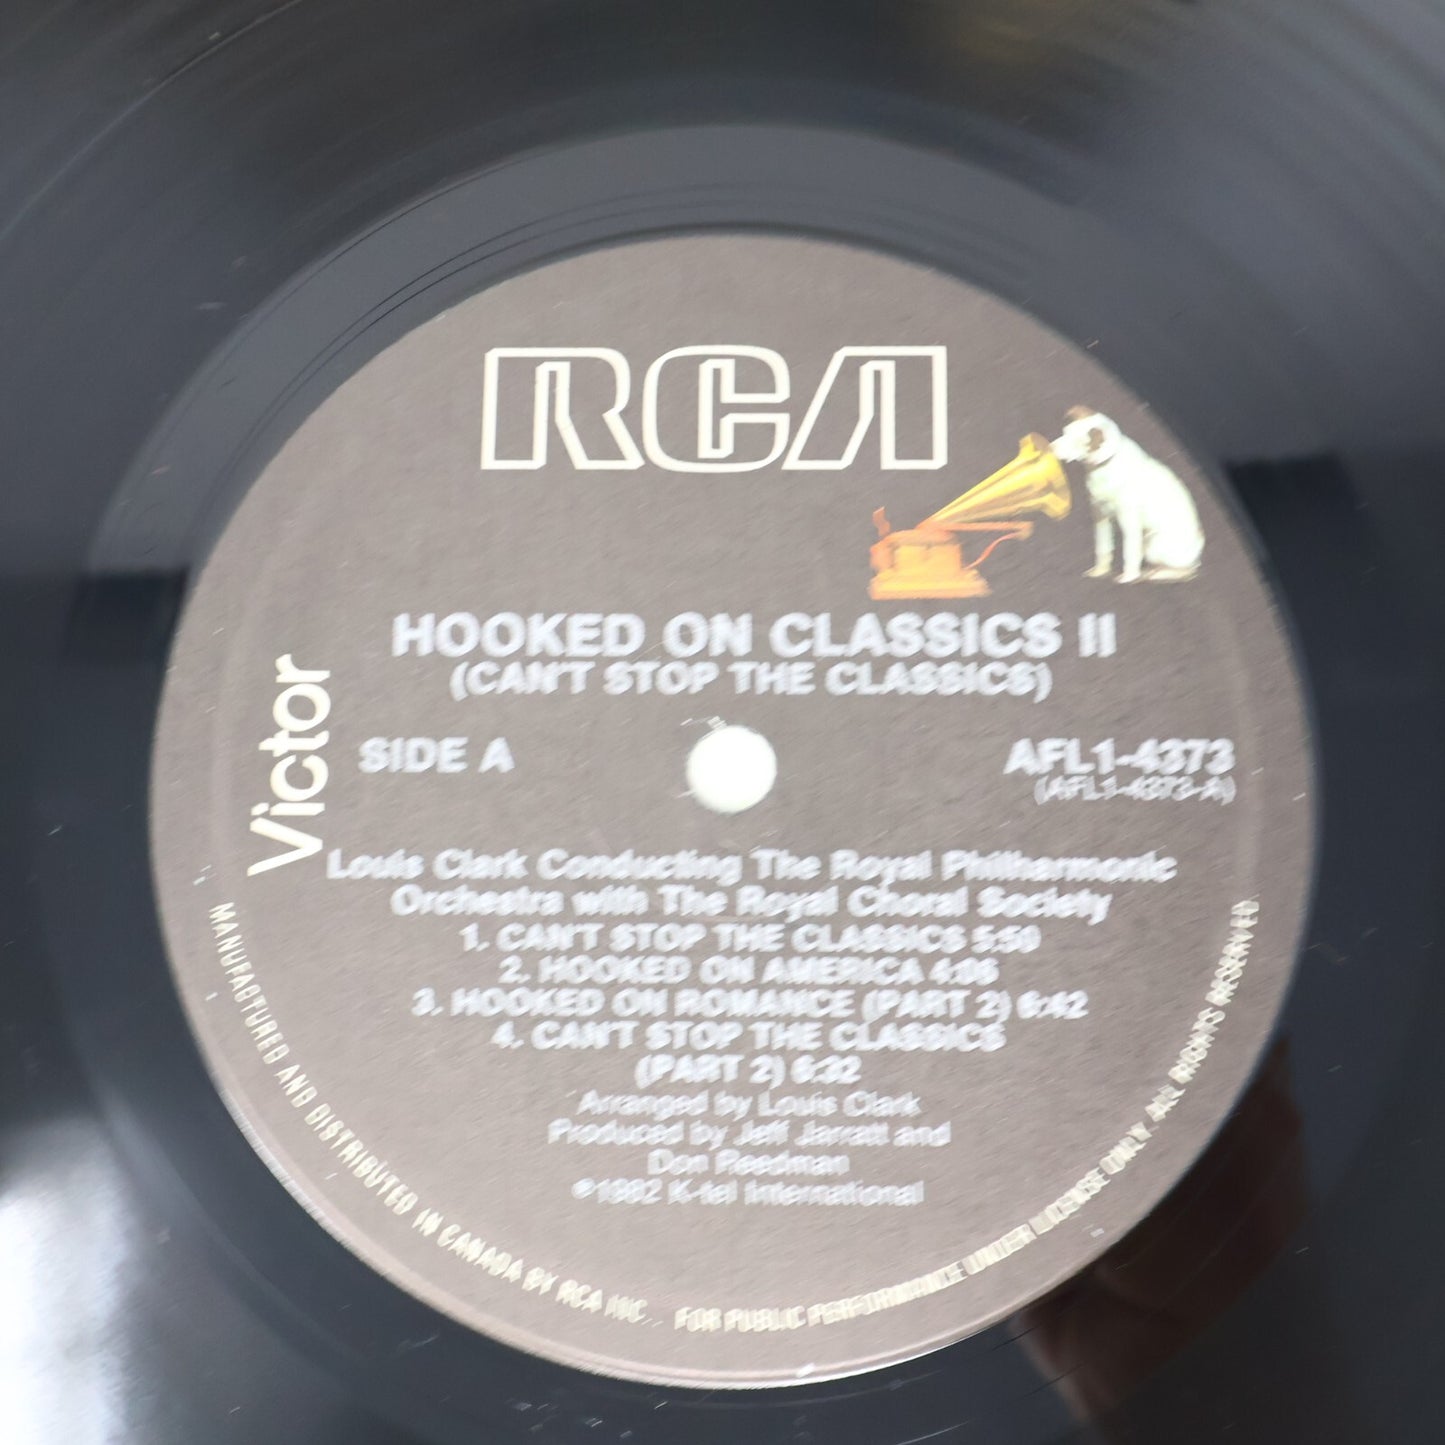 RCA
HOOKED ON CLASSICS II
(CAN'T STOP THE CLASSICS)
Victor
SIDE A
AFL1-4373
(AFL1-4373-A)
Louis Clark Conducting The Royal Philharmonic
Orchestra with The Royal Choral Society
1. CAN'T STOP THE CLASSICS 5:50
2. HOOKED ON AMERICA 4:06
3. HOOKED ON ROMANCE (PART 2) 6:42
4. CAN'T STOP THE CLASSICS
(PART 2) 6:32
Arranged by Louis Clark
Produced by Jeff Jarratt and
Don Reedman
℗1982 K-tel International
MANUFACTURED AND DISTRIBUTED IN CANADA BY RCA INC. FOR PUBLIC PERFORMANCE UNDER LICENSE ONLY. ALL RIGHTS RESERVED